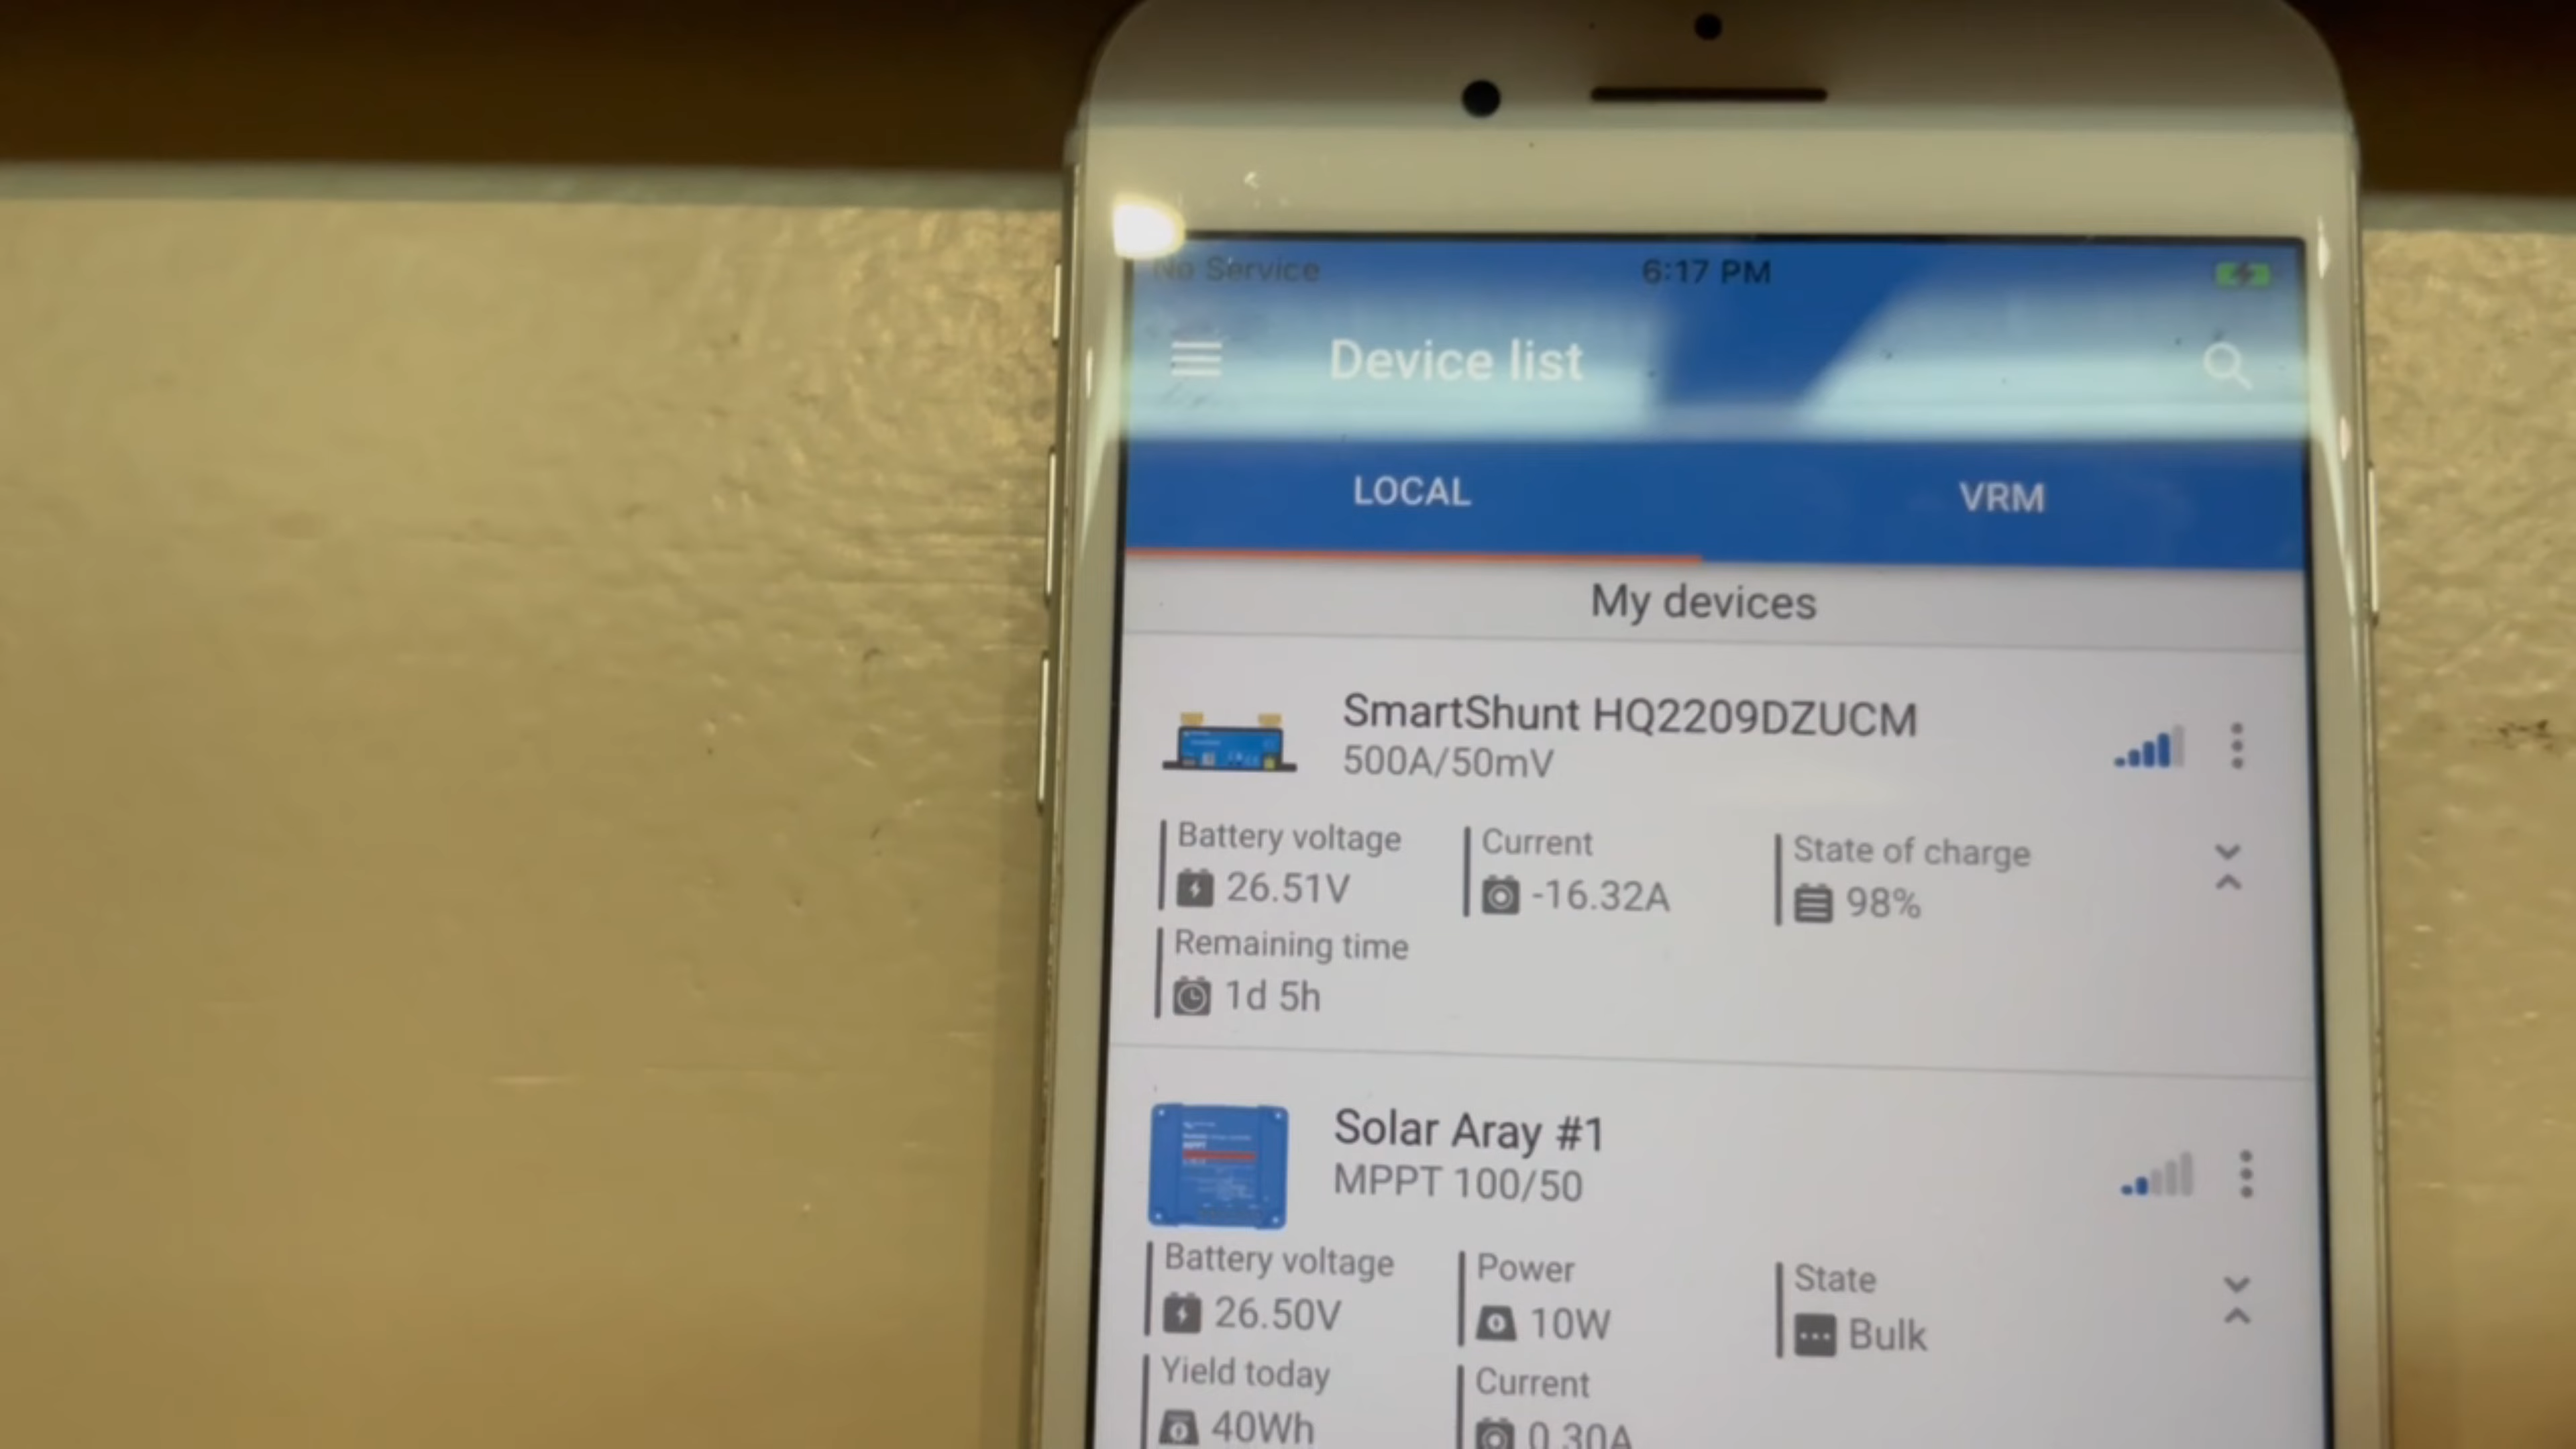 No Service 6:17 PM
Device list
LOCAL VRM
My devices
SmartShunt HQ2209DZUCM
500A/50mV
Battery voltage Current State of charge
26.51V -16.32A 98%
Remaining time
1d 5h
Solar Aray #1
MPPT 100/50
Battery voltage Power State
26.50V 10W Bulk
Yield today Current
40Wh 0.30A